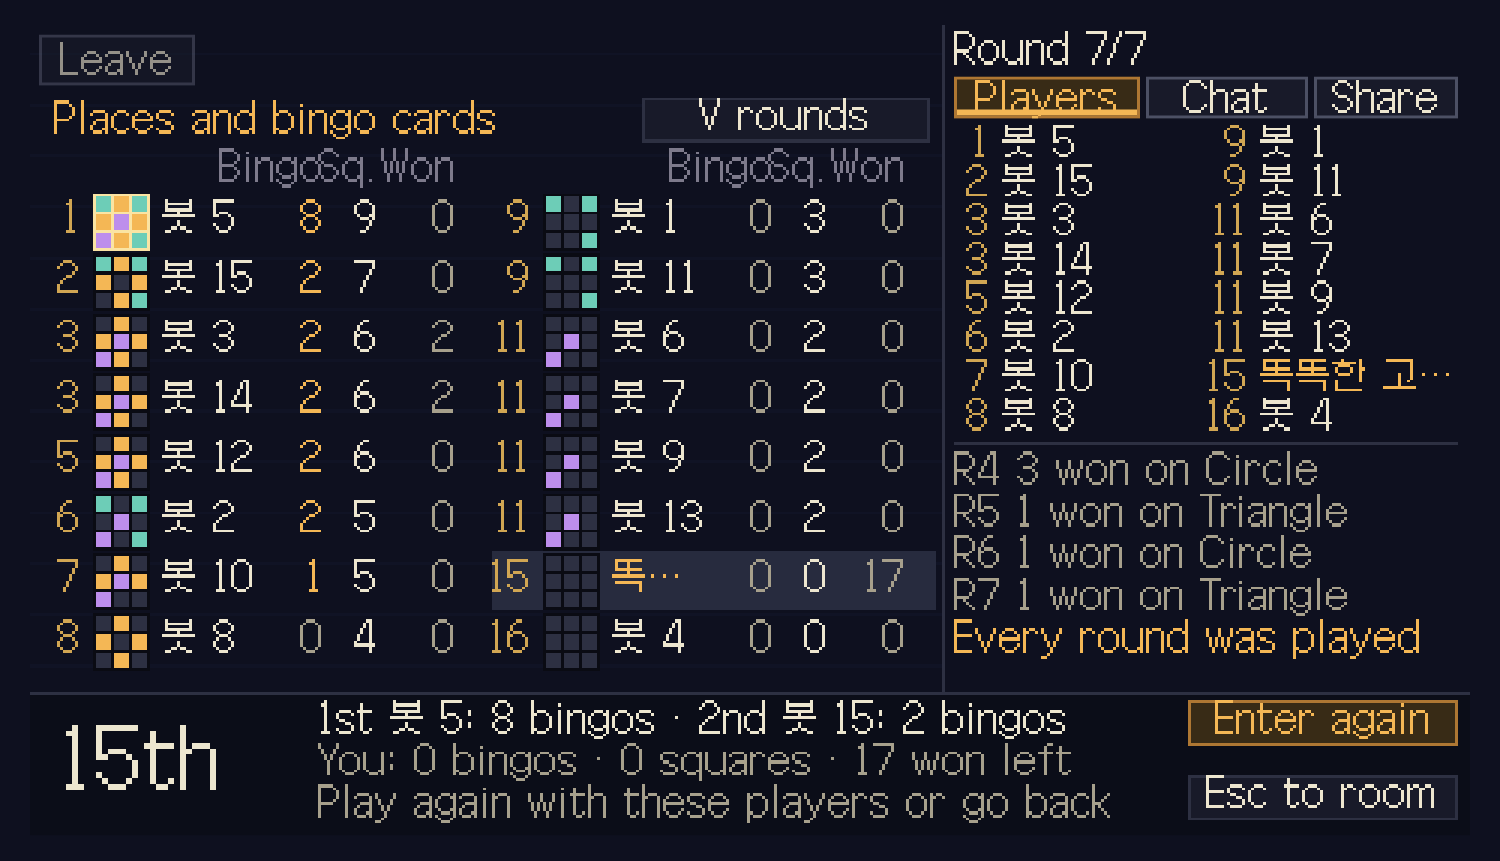 Leave
Places and bingo cards
V rounds
Bingo Sq. Won Bingo Sq. Won
1 봇 5 8 9 0 9 봇 1 0 3 0
2 봇 15 2 7 0 9 봇 11 0 3 0
3 봇 3 2 6 2 11 봇 6 0 2 0
3 봇 14 2 6 2 11 봇 7 0 2 0
5 봇 12 2 6 0 11 봇 9 0 2 0
6 봇 2 2 5 0 11 봇 13 0 2 0
7 봇 10 1 5 0 15 똑… 0 0 17
8 봇 8 0 4 0 16 봇 4 0 0 0
Round 7/7
Players Chat Share
1 봇 5 9 봇 1
2 봇 15 9 봇 11
3 봇 3 11 봇 6
3 봇 14 11 봇 7
5 봇 12 11 봇 9
6 봇 2 11 봇 13
7 봇 10 15 똑똑한 고…
8 봇 8 16 봇 4
R4 3 won on Circle
R5 1 won on Triangle
R6 1 won on Circle
R7 1 won on Triangle
Every round was played
15th
1st 봇 5: 8 bingos · 2nd 봇 15: 2 bingos
You: 0 bingos · 0 squares · 17 won left
Play again with these players or go back
Enter again
Esc to room